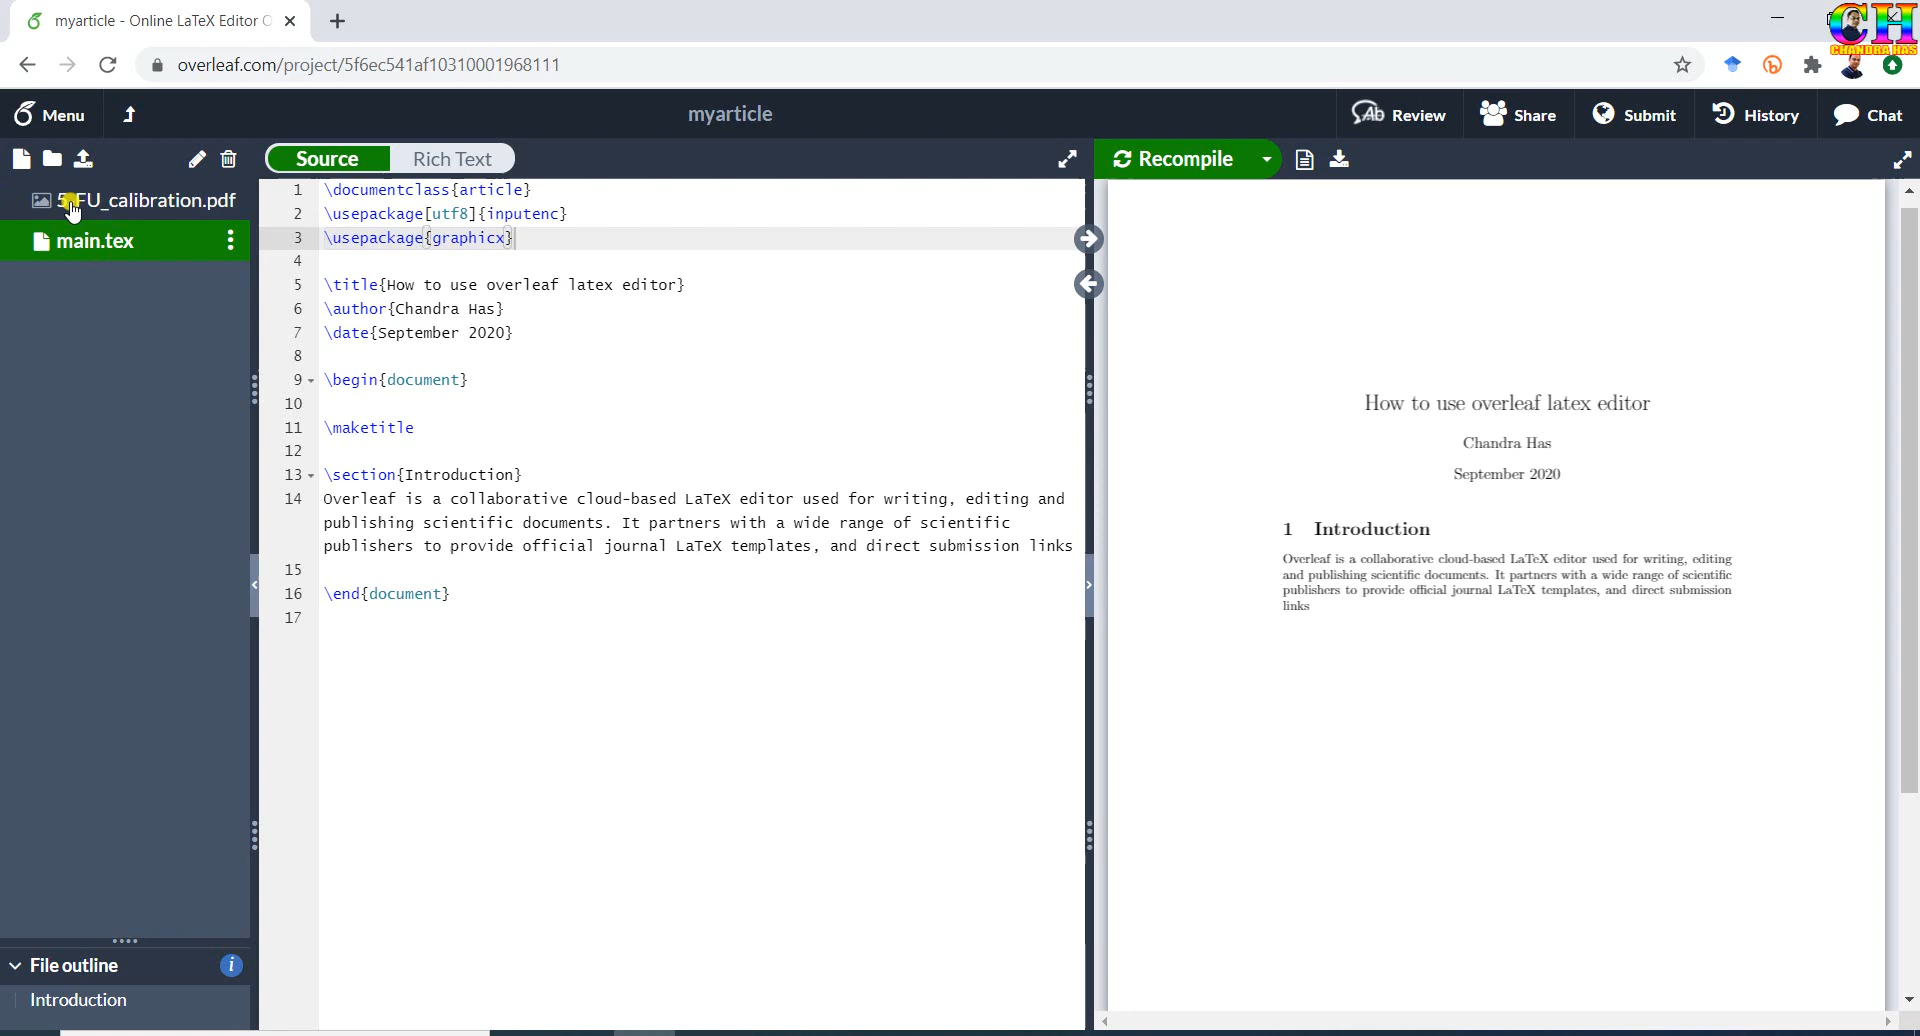 myarticle - Online LaTeX Editor O
CH
CHANDRA HAS
overleaf.com/project/5f6ec541af10310001968111
Menu
myarticle
Ab Review
Share
Submit
History
Chat
Source
Rich Text
Recompile
FU_calibration.pdf
main.tex
1 \documentclass{article}
2 \usepackage[utf8]{inputenc}
3 \usepackage{graphicx}
4
5 \title{How to use overleaf latex editor}
6 \author{Chandra Has}
7 \date{September 2020}
8
9 \begin{document}
10
11 \maketitle
12
13 \section{Introduction}
14 Overleaf is a collaborative cloud-based LaTeX editor used for writing, editing and
publishing scientific documents. It partners with a wide range of scientific
publishers to provide official journal LaTeX templates, and direct submission links
15
16 \end{document}
17
File outline
i
Introduction
How to use overleaf latex editor
Chandra Has
September 2020
1 Introduction
Overleaf is a collaborative cloud-based LaTeX editor used for writing, editing
and publishing scientific documents. It partners with a wide range of scientific
publishers to provide official journal LaTeX templates, and direct submission
links